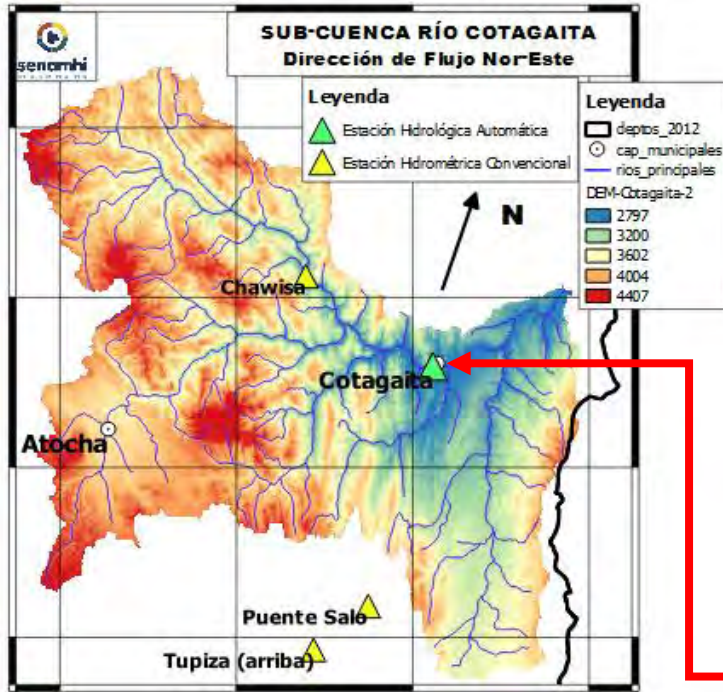 senamhi
SUB-CUENCA RÍO COTAGAITA
Dirección de Flujo Nor-Este
Leyenda
Estación Hidrológica Automática
Estación Hidrométrica Convencional
Leyenda
deptos_2012
cap_municipales
rios_principales
DEM-Cotagaita-2
2797
3200
3602
4004
4407
N
Chawisa
Cotagaita
Atocha
Puente Salo
Tupiza (arriba)